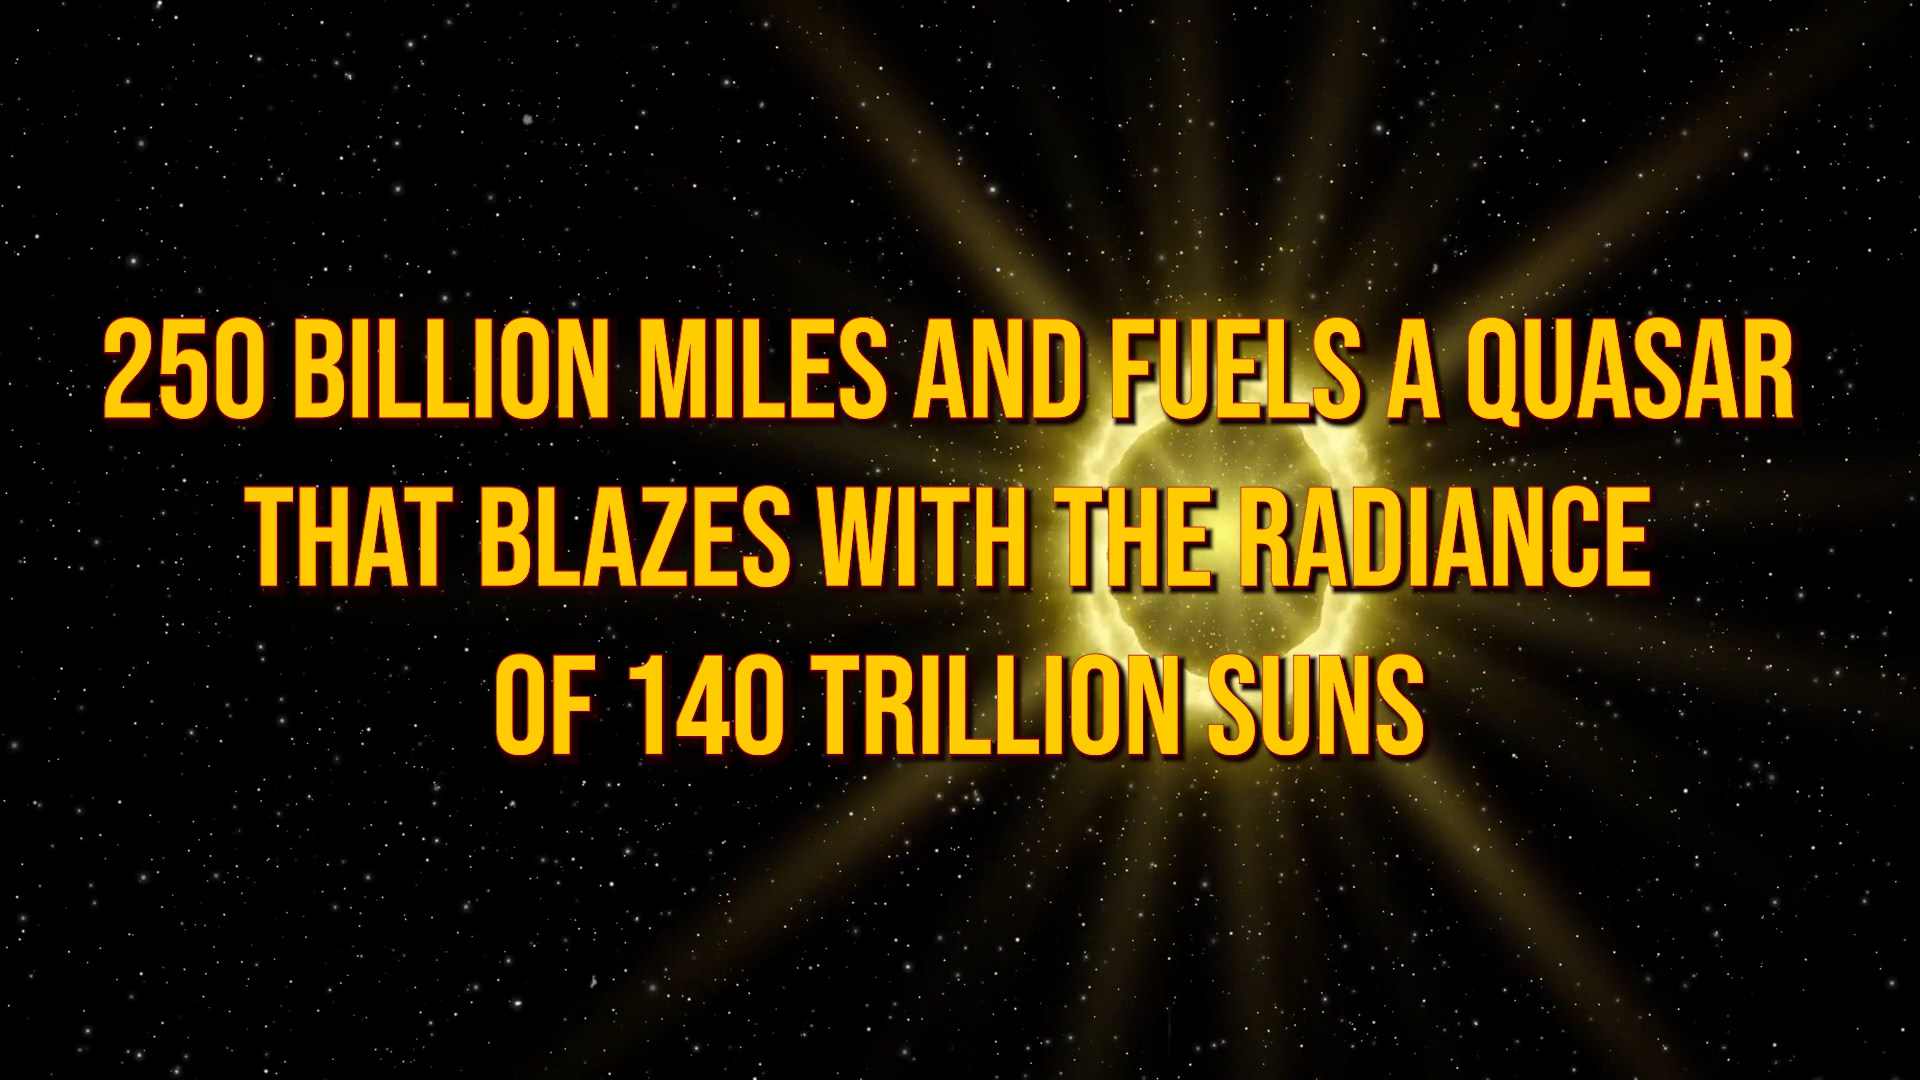 250 BILLION MILES AND FUELS A QUASAR
THAT BLAZES WITH THE RADIANCE
OF 140 TRILLION SUNS